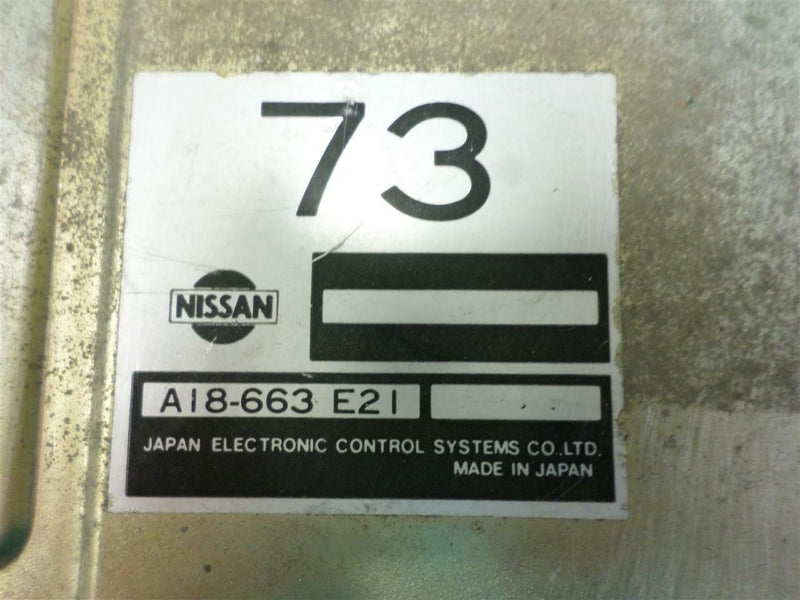 73
NISSAN
A18-663 E21
JAPAN ELECTRONIC CONTROL SYSTEMS CO.,LTD.
MADE IN JAPAN